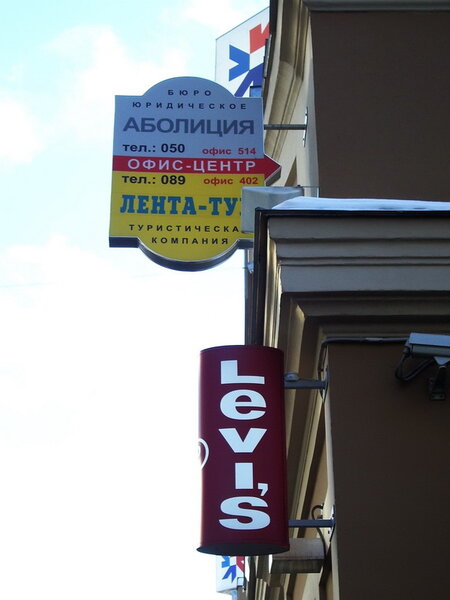 БЮРО
ЮРИДИЧЕСКОЕ
АБОЛИЦИЯ
тел.: 050 офис 514
ОФИС-ЦЕНТР
тел.: 089 офис 402
ЛЕНТА-ТУ
ТУРИСТИЧЕСКА
КОМПАНИЯ
Levi's